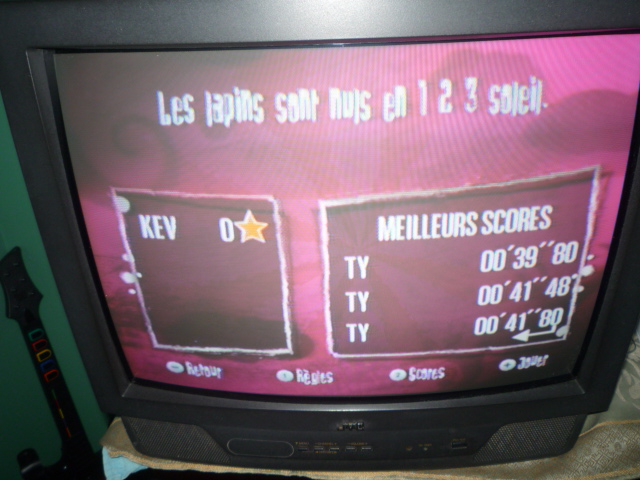 Les lapins sont nuls en 1 2 3 soleil.
KEV 0
MEILLEURS SCORES
TY 00'39''80
TY 00'41''48
TY 00'41''80
Retour Règles Scores Jouer
JVC